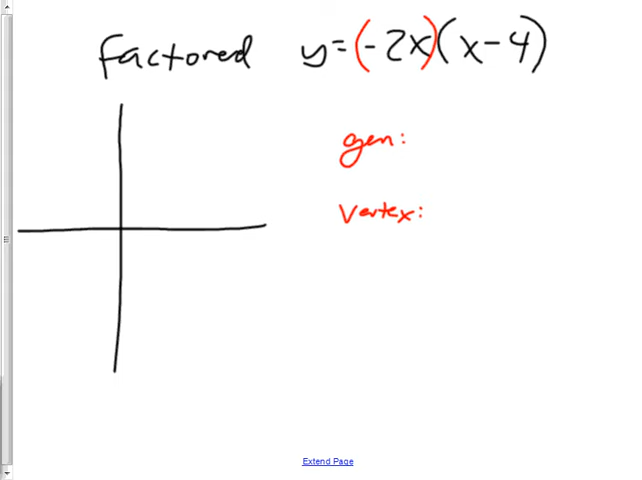 factored y=(-2x)(x-4)
gen:
vertex:
Extend Page